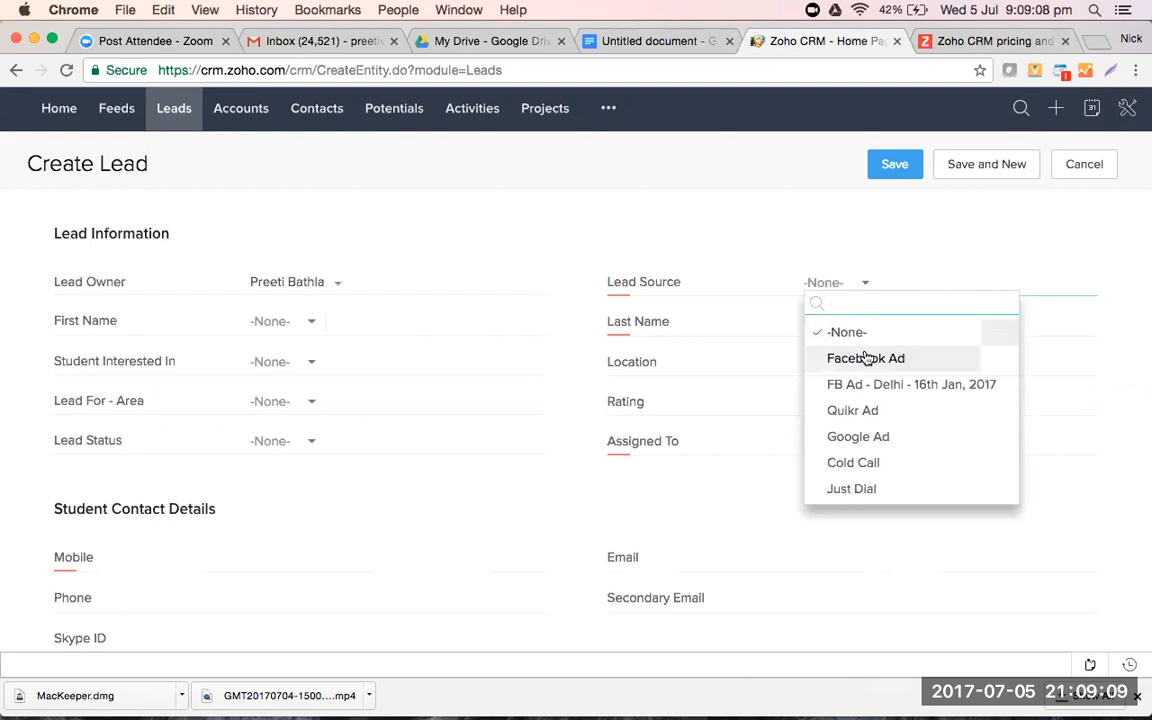 Chrome File Edit View History Bookmarks People Window Help 42% Wed 5 Jul 9:09:08 pm
Post Attendee - Zoom Inbox (24,521) - preetiv My Drive - Google Driv Untitled document - G Zoho CRM - Home Pag Zoho CRM pricing and Nick
Secure https://crm.zoho.com/crm/CreateEntity.do?module=Leads
Home Feeds Leads Accounts Contacts Potentials Activities Projects ••• 31
Create Lead Save Save and New Cancel
Lead Information
Lead Owner Preeti Bathla Lead Source -None-
First Name -None- Last Name -None-
Student Interested In -None- Location Facebook Ad
Lead For - Area -None- Rating FB Ad - Delhi - 16th Jan, 2017
Lead Status -None- Assigned To Quikr Ad
Google Ad
Cold Call
Just Dial
Student Contact Details
Mobile Email
Phone Secondary Email
Skype ID
MacKeeper.dmg GMT20170704-1500....mp4 2017-07-05 21:09:09